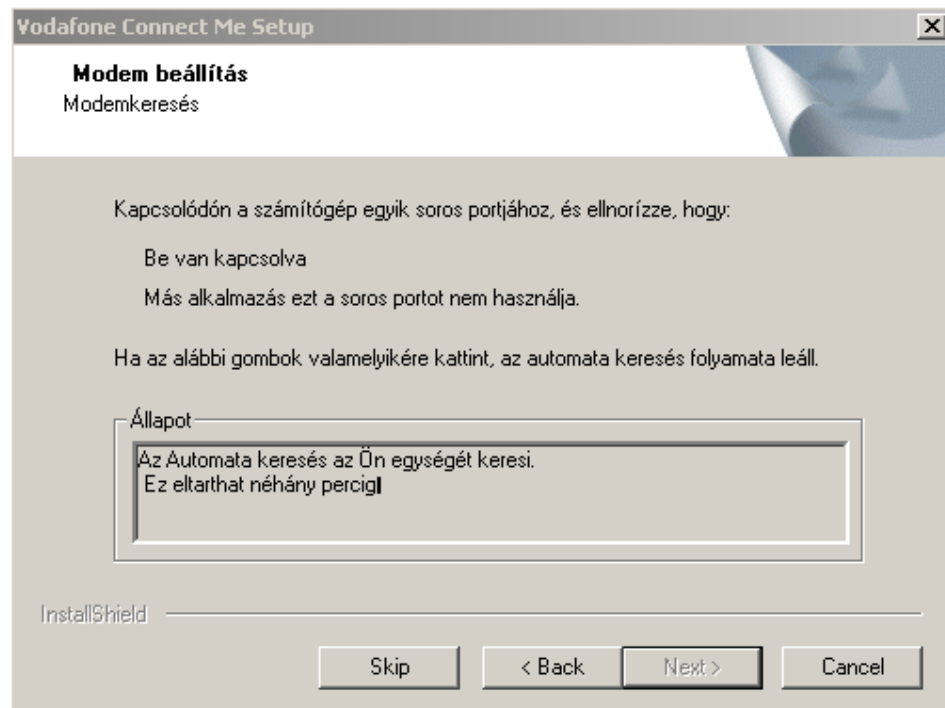 Vodafone Connect Me Setup
Modem beállítás
Modemkeresés
Kapcsolódón a számítógép egyik soros portjához, és ellnorízze, hogy:
Be van kapcsolva
Más alkalmazás ezt a soros portot nem használja.
Ha az alábbi gombok valamelyikére kattint, az automata keresés folyamata leáll.
Állapot
Az Automata keresés az Ön egységét keresi.
Ez eltarthat néhány percig
InstallShield
Skip < Back Next > Cancel